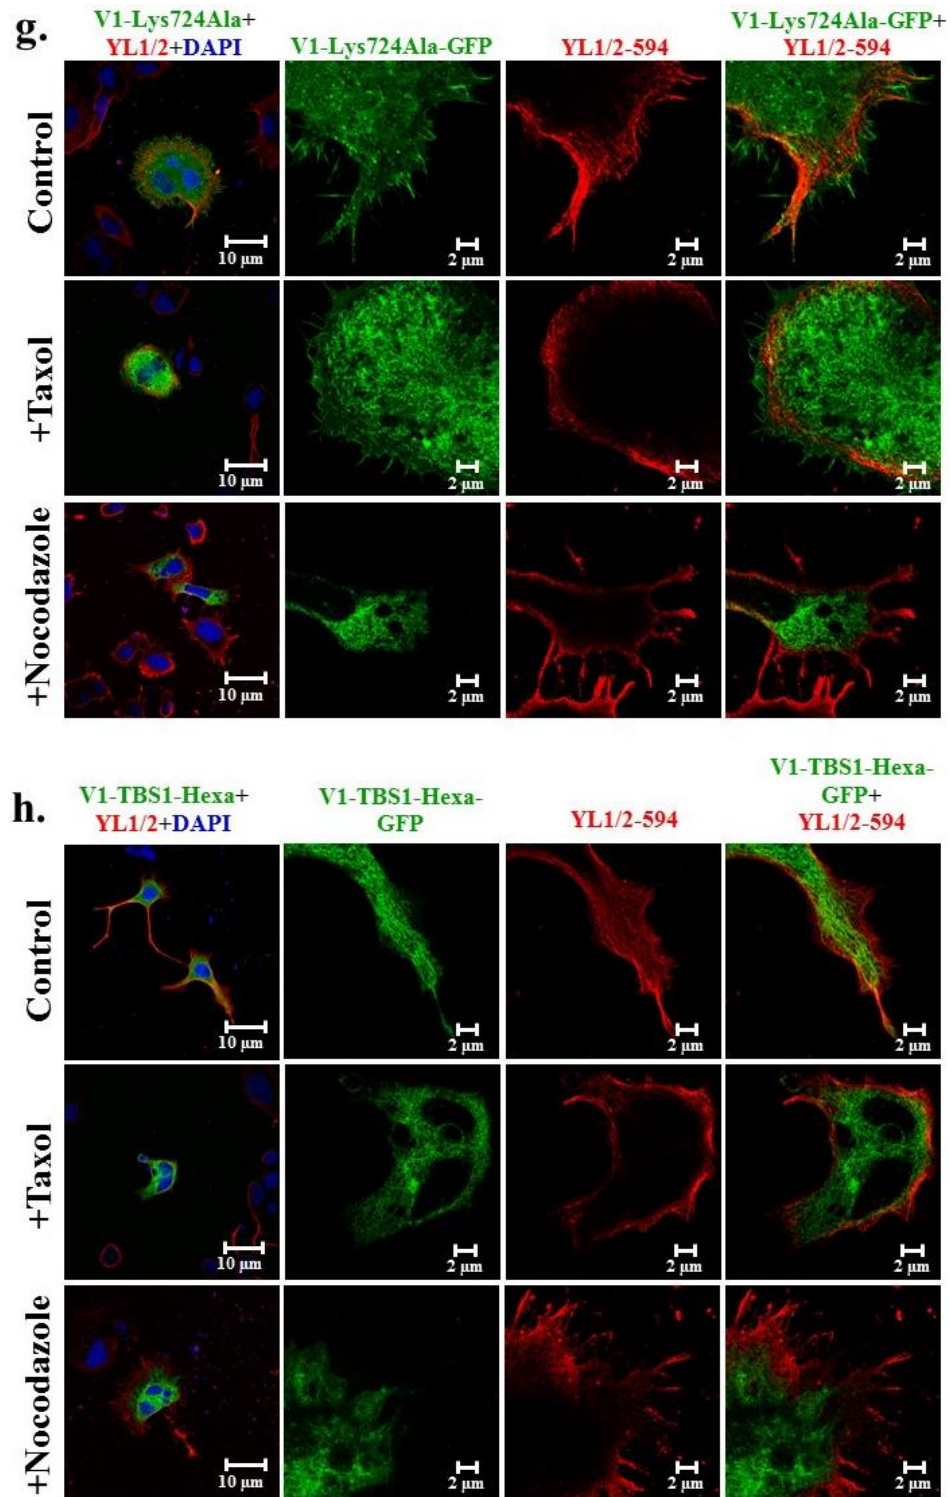 g.
V1-Lys724Ala+
YL1/2+DAPI
V1-Lys724Ala-GFP
YL1/2-594
V1-Lys724Ala-GFP+
YL1/2-594
Control
10 µm
2 µm
2 µm
2 µm
+Taxol
10 µm
2 µm
2 µm
2 µm
+Nocodazole
10 µm
2 µm
2 µm
2 µm
h.
V1-TBS1-Hexa+
YL1/2+DAPI
V1-TBS1-Hexa-
GFP
YL1/2-594
V1-TBS1-Hexa-
GFP+
YL1/2-594
Control
10 µm
2 µm
2 µm
2 µm
+Taxol
10 µm
2 µm
2 µm
2 µm
+Nocodazole
10 µm
2 µm
2 µm
2 µm